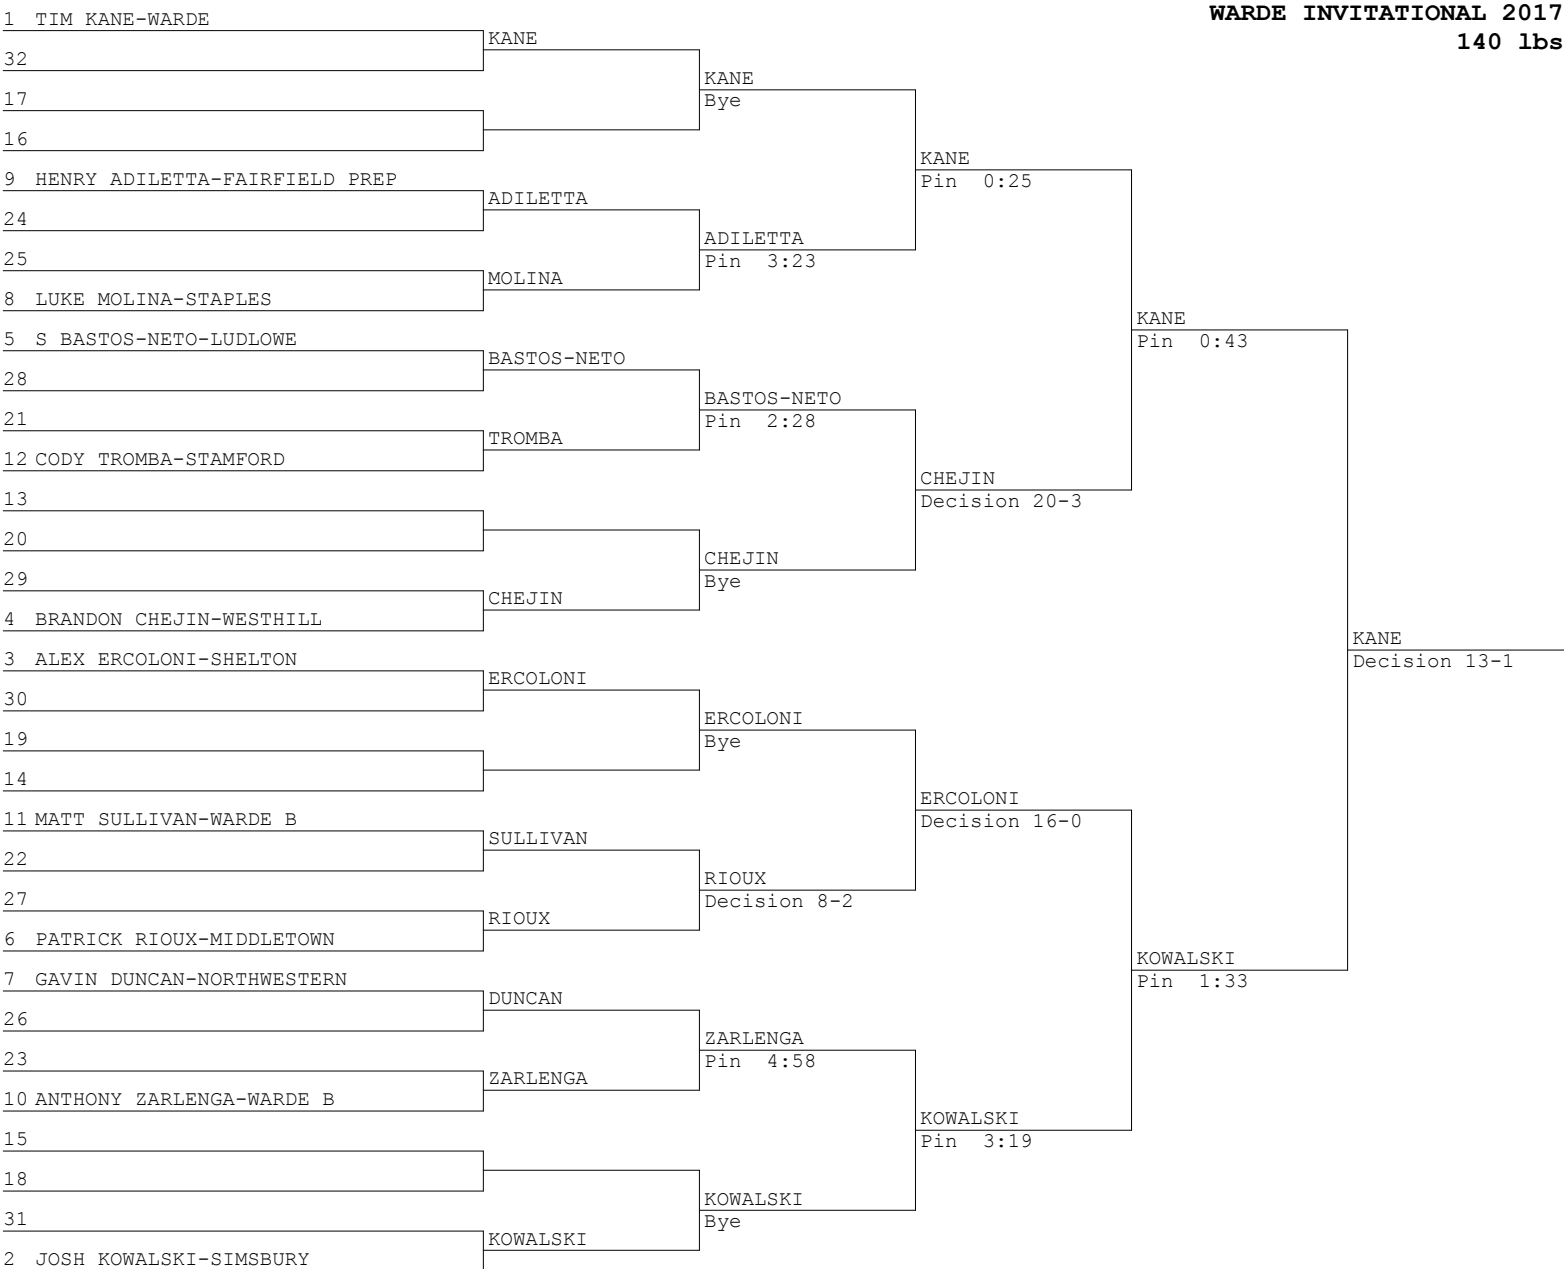 WARDE INVITATIONAL 2017
140 lbs
1 TIM KANE-WARDE
32
17
16
9 HENRY ADILETTA-FAIRFIELD PREP
24
25
8 LUKE MOLINA-STAPLES
5 S BASTOS-NETO-LUDLOWE
28
21
12 CODY TROMBA-STAMFORD
13
20
29
4 BRANDON CHEJIN-WESTHILL
3 ALEX ERCOLONI-SHELTON
30
19
14
11 MATT SULLIVAN-WARDE B
22
27
6 PATRICK RIOUX-MIDDLETOWN
7 GAVIN DUNCAN-NORTHWESTERN
26
23
10 ANTHONY ZARLENGA-WARDE B
15
18
31
2 JOSH KOWALSKI-SIMSBURY
KANE
ADILETTA
MOLINA
BASTOS-NETO
TROMBA
CHEJIN
ERCOLONI
SULLIVAN
RIOUX
DUNCAN
ZARLENGA
KOWALSKI
KANE
Bye
ADILETTA
Pin 3:23
BASTOS-NETO
Pin 2:28
CHEJIN
Bye
ERCOLONI
Bye
RIOUX
Decision 8-2
ZARLENGA
Pin 4:58
KOWALSKI
Bye
KANE
Pin 0:25
CHEJIN
Decision 20-3
ERCOLONI
Decision 16-0
KOWALSKI
Pin 3:19
KANE
Pin 0:43
KOWALSKI
Pin 1:33
KANE
Decision 13-1